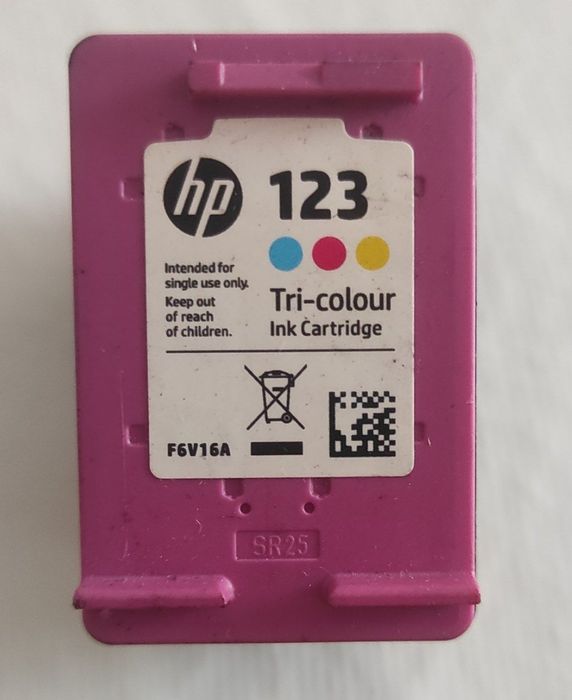 hp
123
Intended for
single use only.
Keep out
of reach
of children.
Tri-colour
Ink Cartridge
F6V16A
SR25